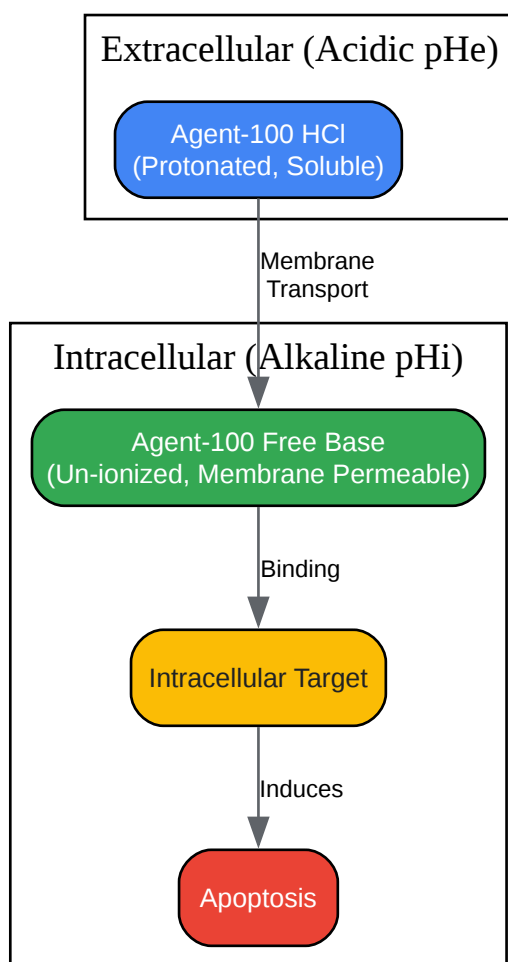 Extracellular (Acidic pHe)
Agent-100 HCl
(Protonated, Soluble)
Membrane
Transport
Intracellular (Alkaline pHi)
Agent-100 Free Base
(Un-ionized, Membrane Permeable)
Binding
Intracellular Target
Induces
Apoptosis